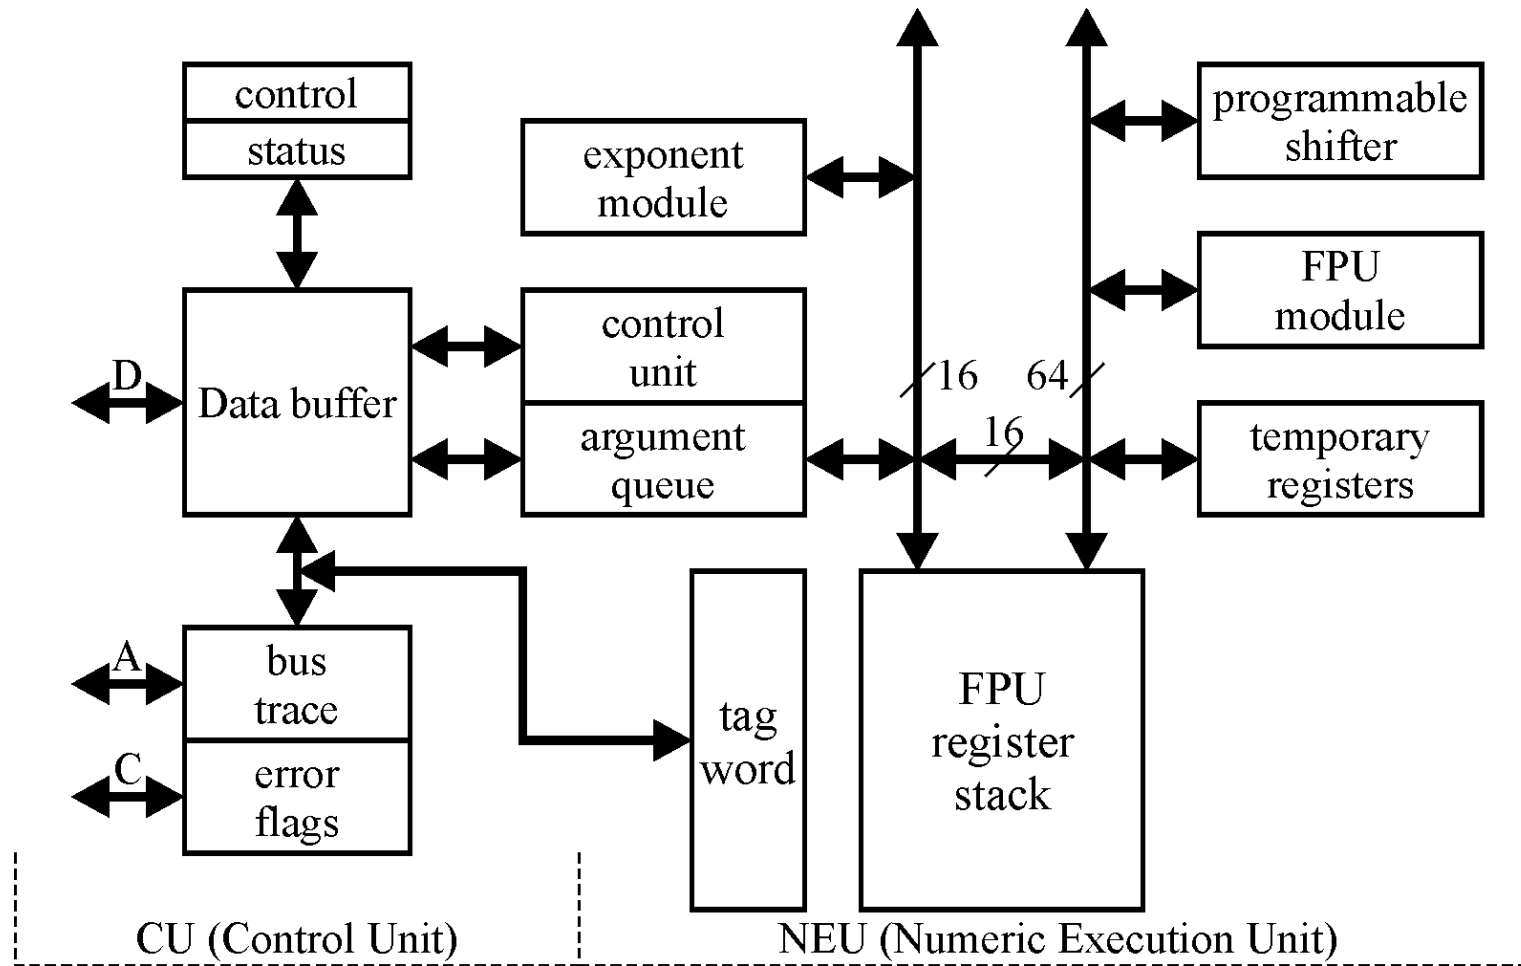 control
status
exponent
module
programmable
shifter
FPU
module
D
Data buffer
control
unit
argument
queue
16
64
16
temporary
registers
A
bus
trace
C
error
flags
tag
word
FPU
register
stack
CU (Control Unit)
NEU (Numeric Execution Unit)